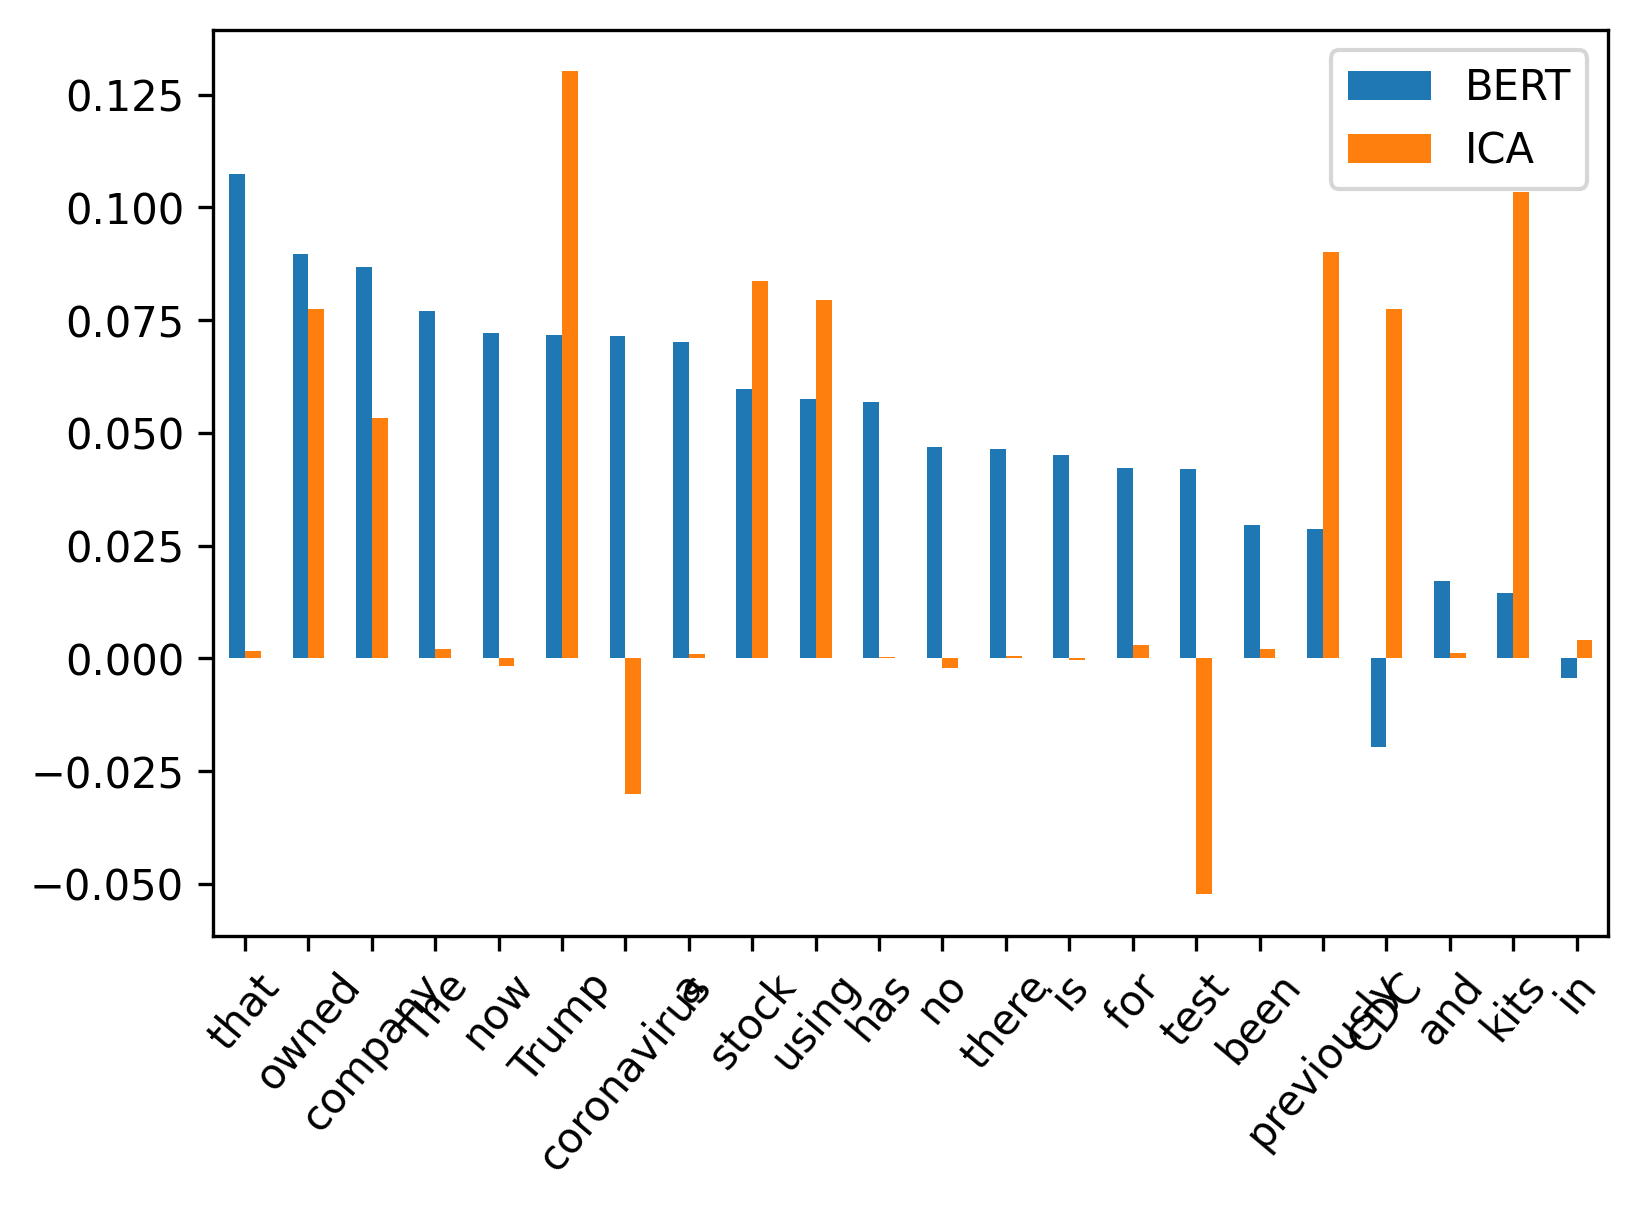 BERT
ICA
0.125
0.100
0.075
0.050
0.025
0.000
−0.025
−0.050
that
owned
company
The
now
Trump
coronavirus
a
stock
using
has
no
there
is
for
test
been
previously
CDC
and
kits
in